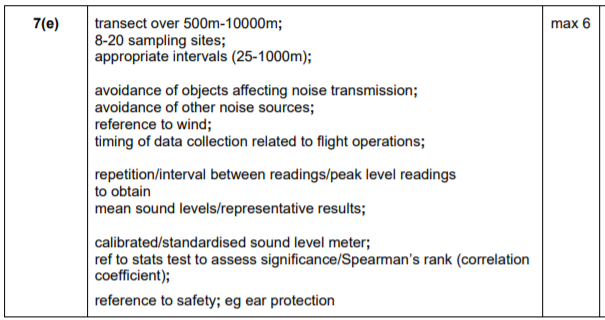 7(e)
transect over 500m-10000m;
max 6
8-20 sampling sites;
appropriate intervals (25-1000m);
avoidance of objects affecting noise transmission;
avoidance of other noise sources;
reference to wind;
timing of data collection related to flight operations;
repetition/interval between readings/peak level readings
to obtain
mean sound levels/representative results;
calibrated/standardised sound level meter;
ref to stats test to assess significance/Spearman's rank (correlation
coefficient);
reference to safety; eg ear protection